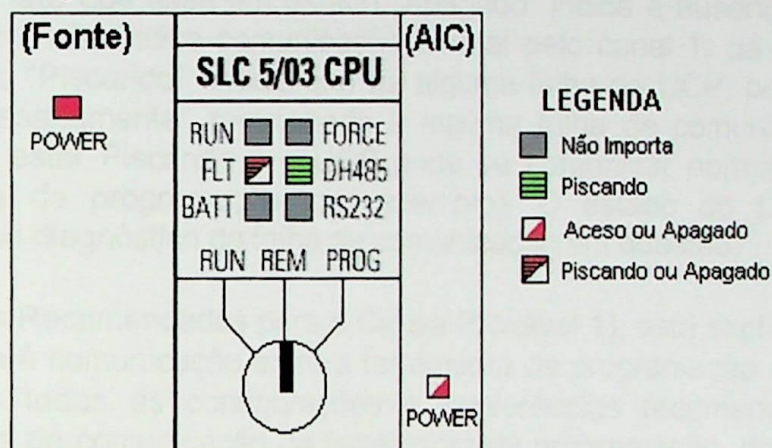 (Fonte)
POWER
SLC 5/03 CPU
RUN FORCE
FLT DH485
BATT RS232
RUN REM PROG
(AIC)
POWER
LEGENDA
Não Importa
Piscando
Aceso ou Apagado
Piscando ou Apagado